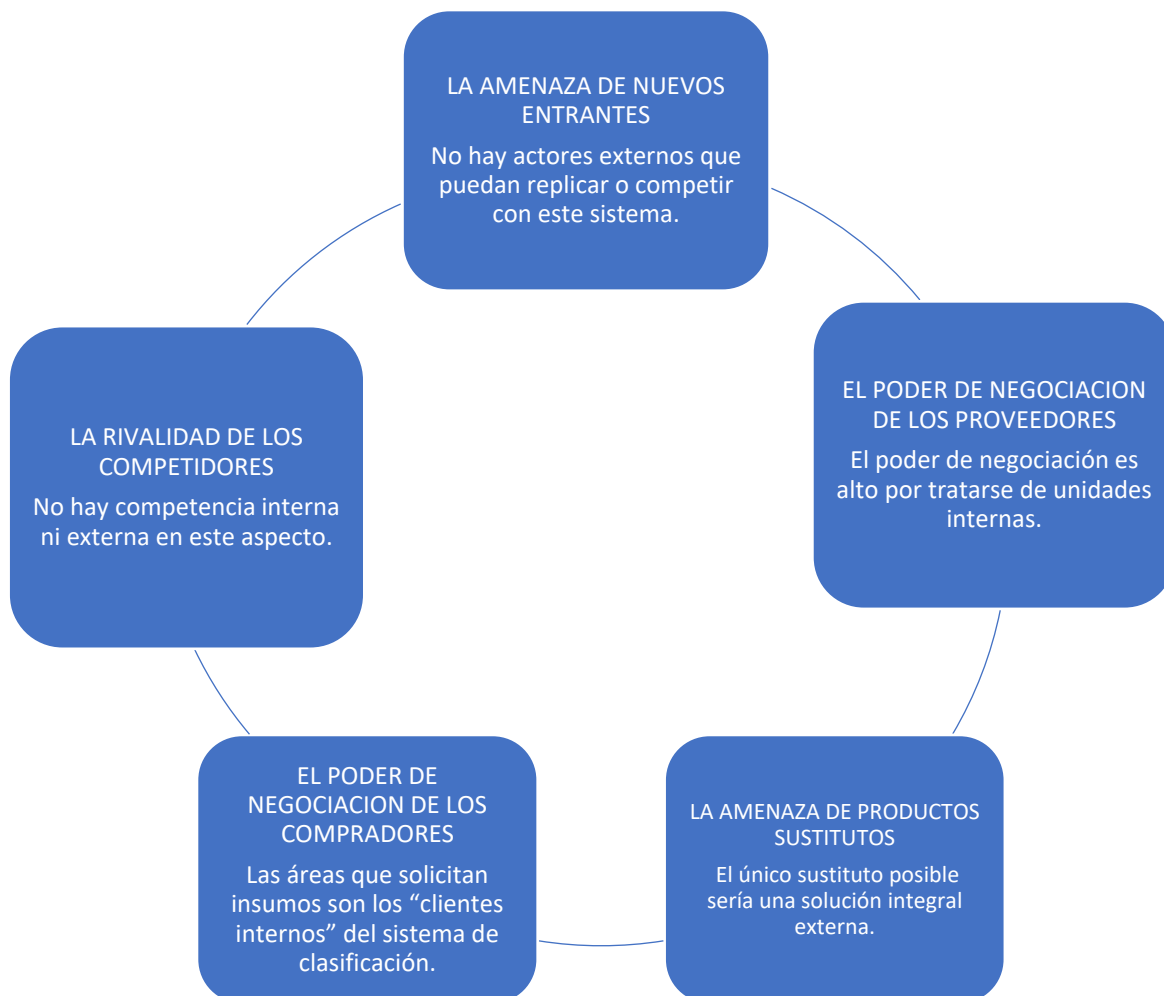 LA AMENAZA DE NUEVOS
ENTRANTES
No hay actores externos que
puedan replicar o competir
con este sistema.
EL PODER DE NEGOCIACION
DE LOS PROVEEDORES
El poder de negociación es
alto por tratarse de unidades
internas.
LA AMENAZA DE PRODUCTOS
SUSTITUTOS
El único sustituto posible
sería una solución integral
externa.
EL PODER DE
NEGOCIACION DE LOS
COMPRADORES
Las áreas que solicitan
insumos son los “clientes
internos” del sistema de
clasificación.
LA RIVALIDAD DE LOS
COMPETIDORES
No hay competencia interna
ni externa en este aspecto.